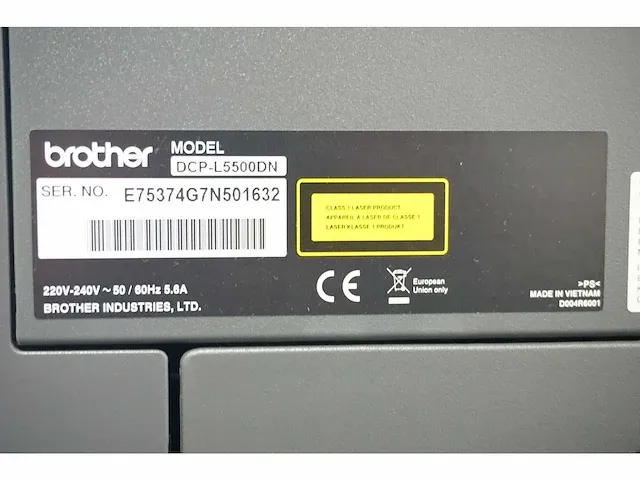 brother
MODEL
DCP-L5500DN
SER. NO. E75374G7N501632
CLASS 1 LASER PRODUCT
APPAREIL À LASER DE CLASSE 1
LASER KLASSE 1 PRODUKT
220V-240V ~ 50 / 60Hz 5.6A
BROTHER INDUSTRIES, LTD.
CE
European
Union only
>PS<
MADE IN VIETNAM
D004R6001